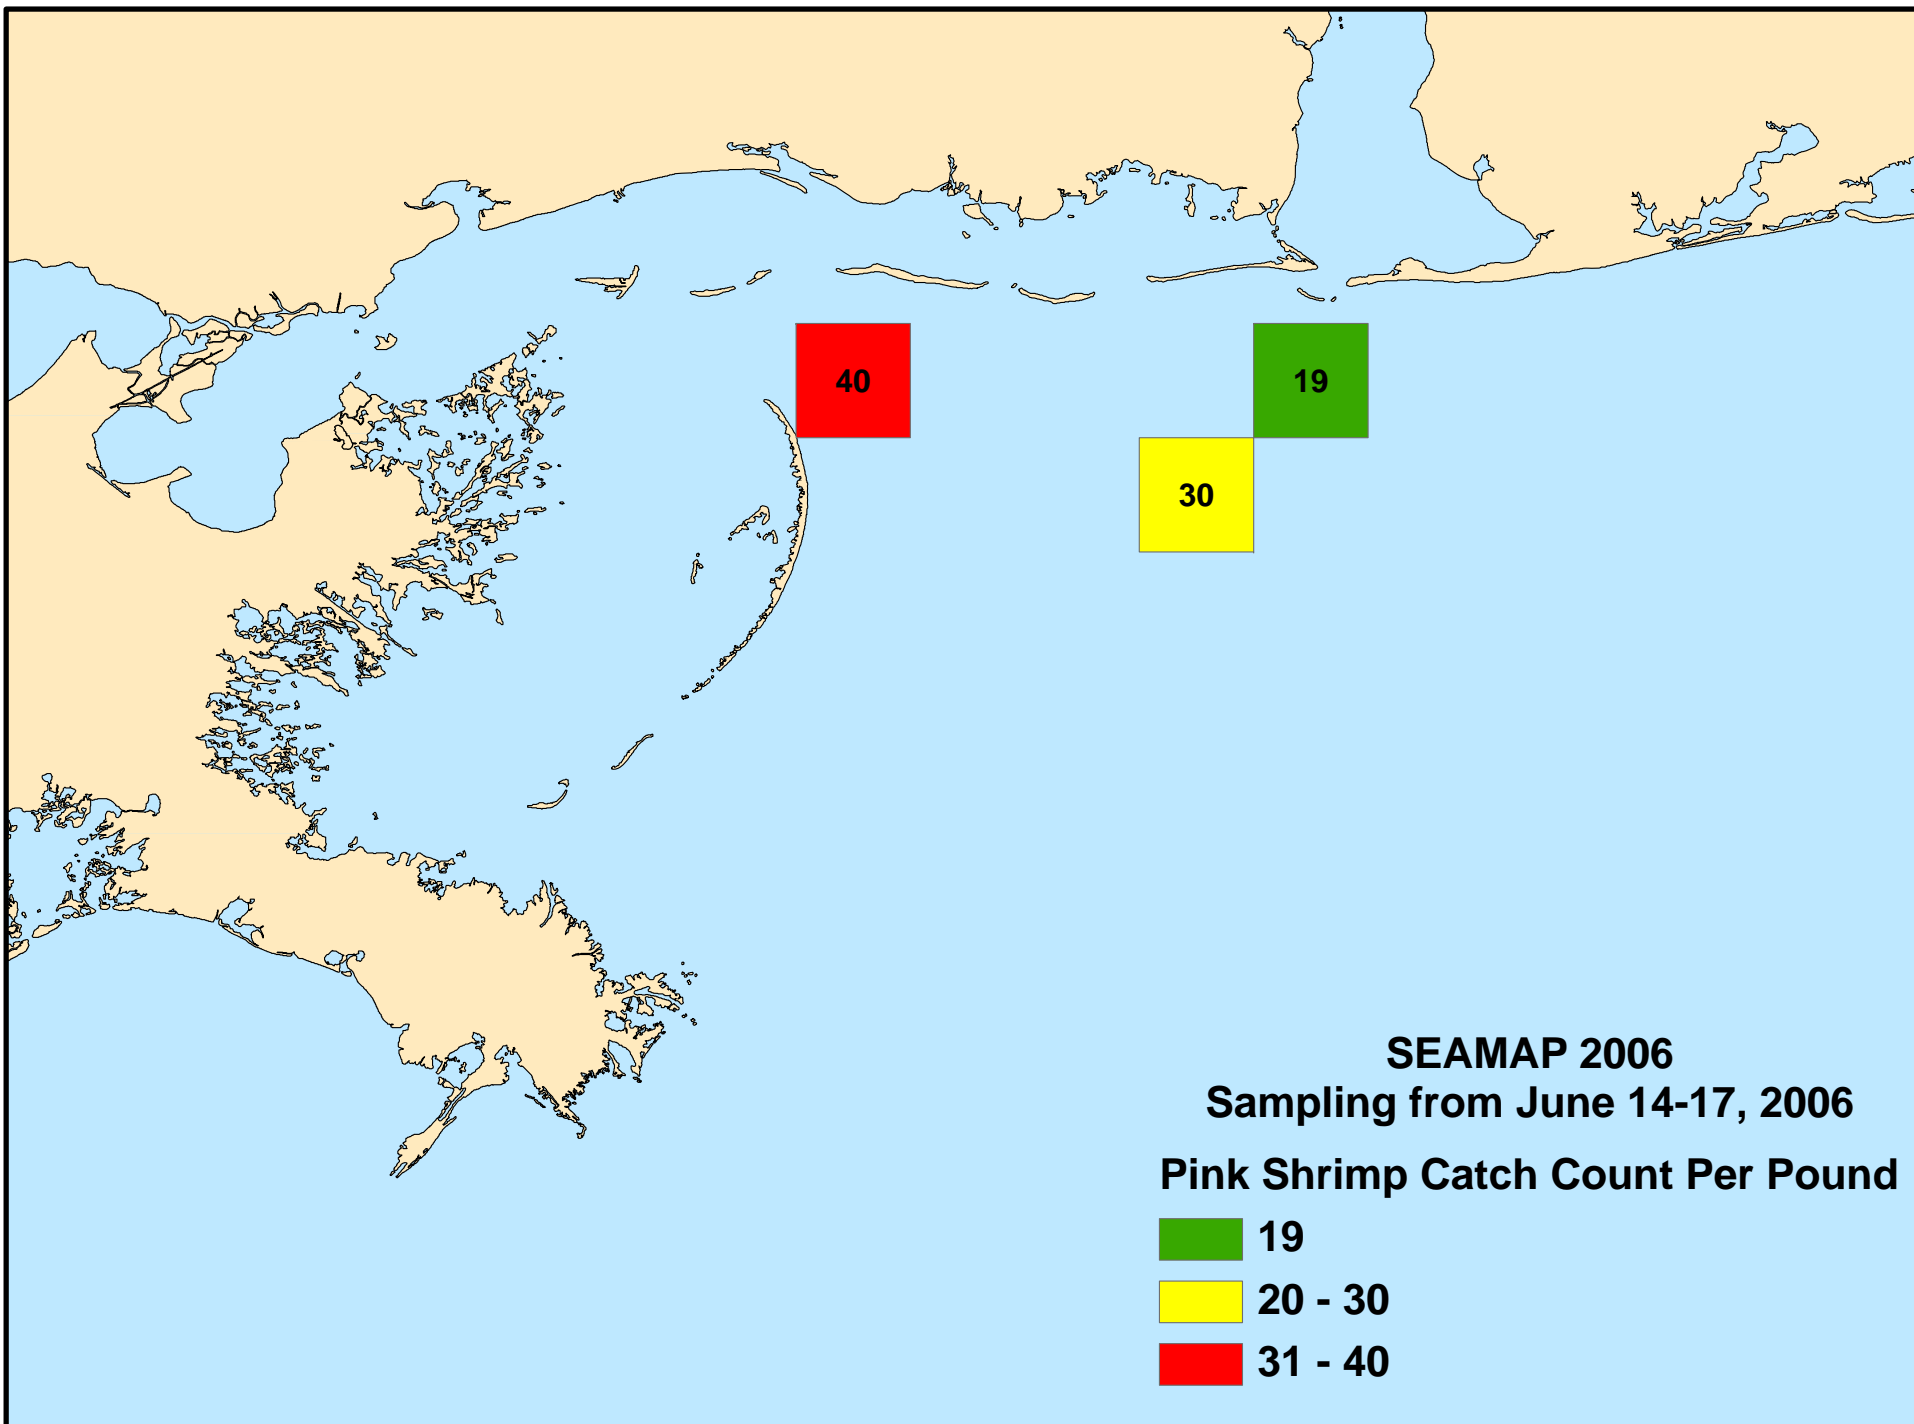 40
19
30
SEAMAP 2006
Sampling from June 14-17, 2006
Pink Shrimp Catch Count Per Pound
19
20 - 30
31 - 40